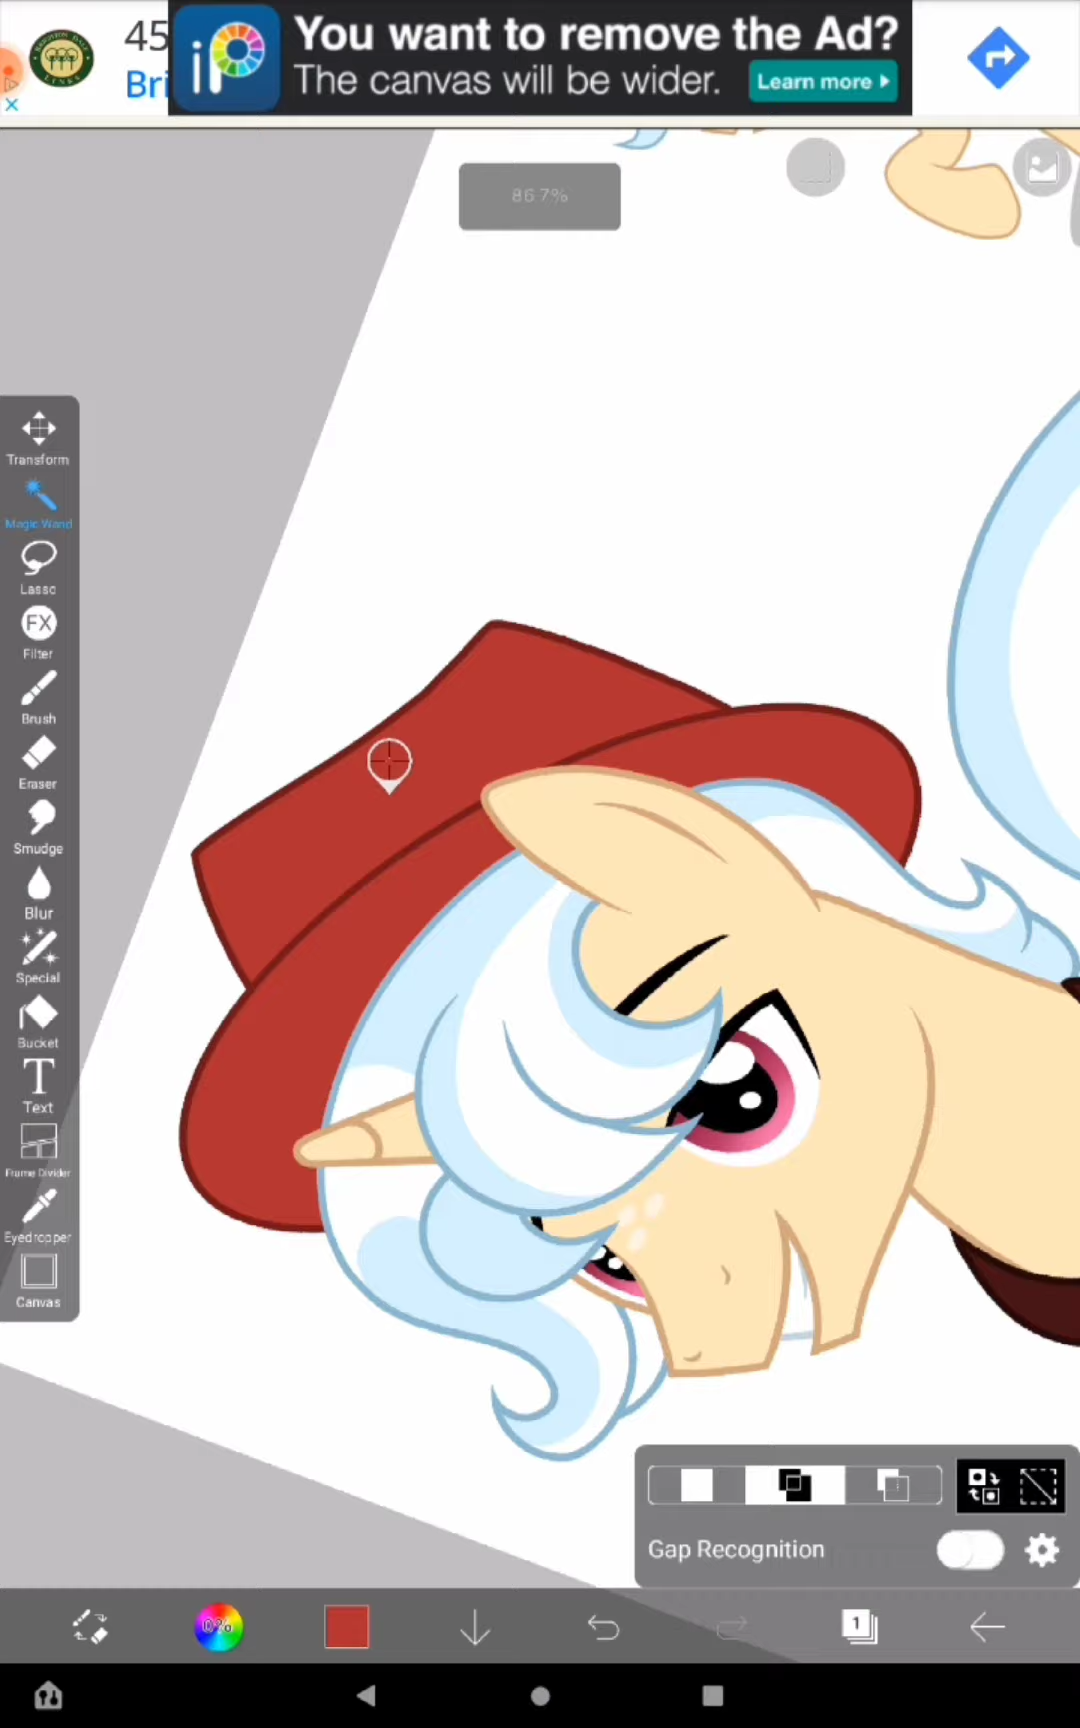 45
Bri
iP
You want to remove the Ad?
The canvas will be wider.
Learn more
86.7%
Transform
Magic Wand
Lasso
FX
Filter
Brush
Eraser
Smudge
Blur
Special
Bucket
T
Text
Frame Divider
Eyedropper
Canvas
Gap Recognition
0%
1